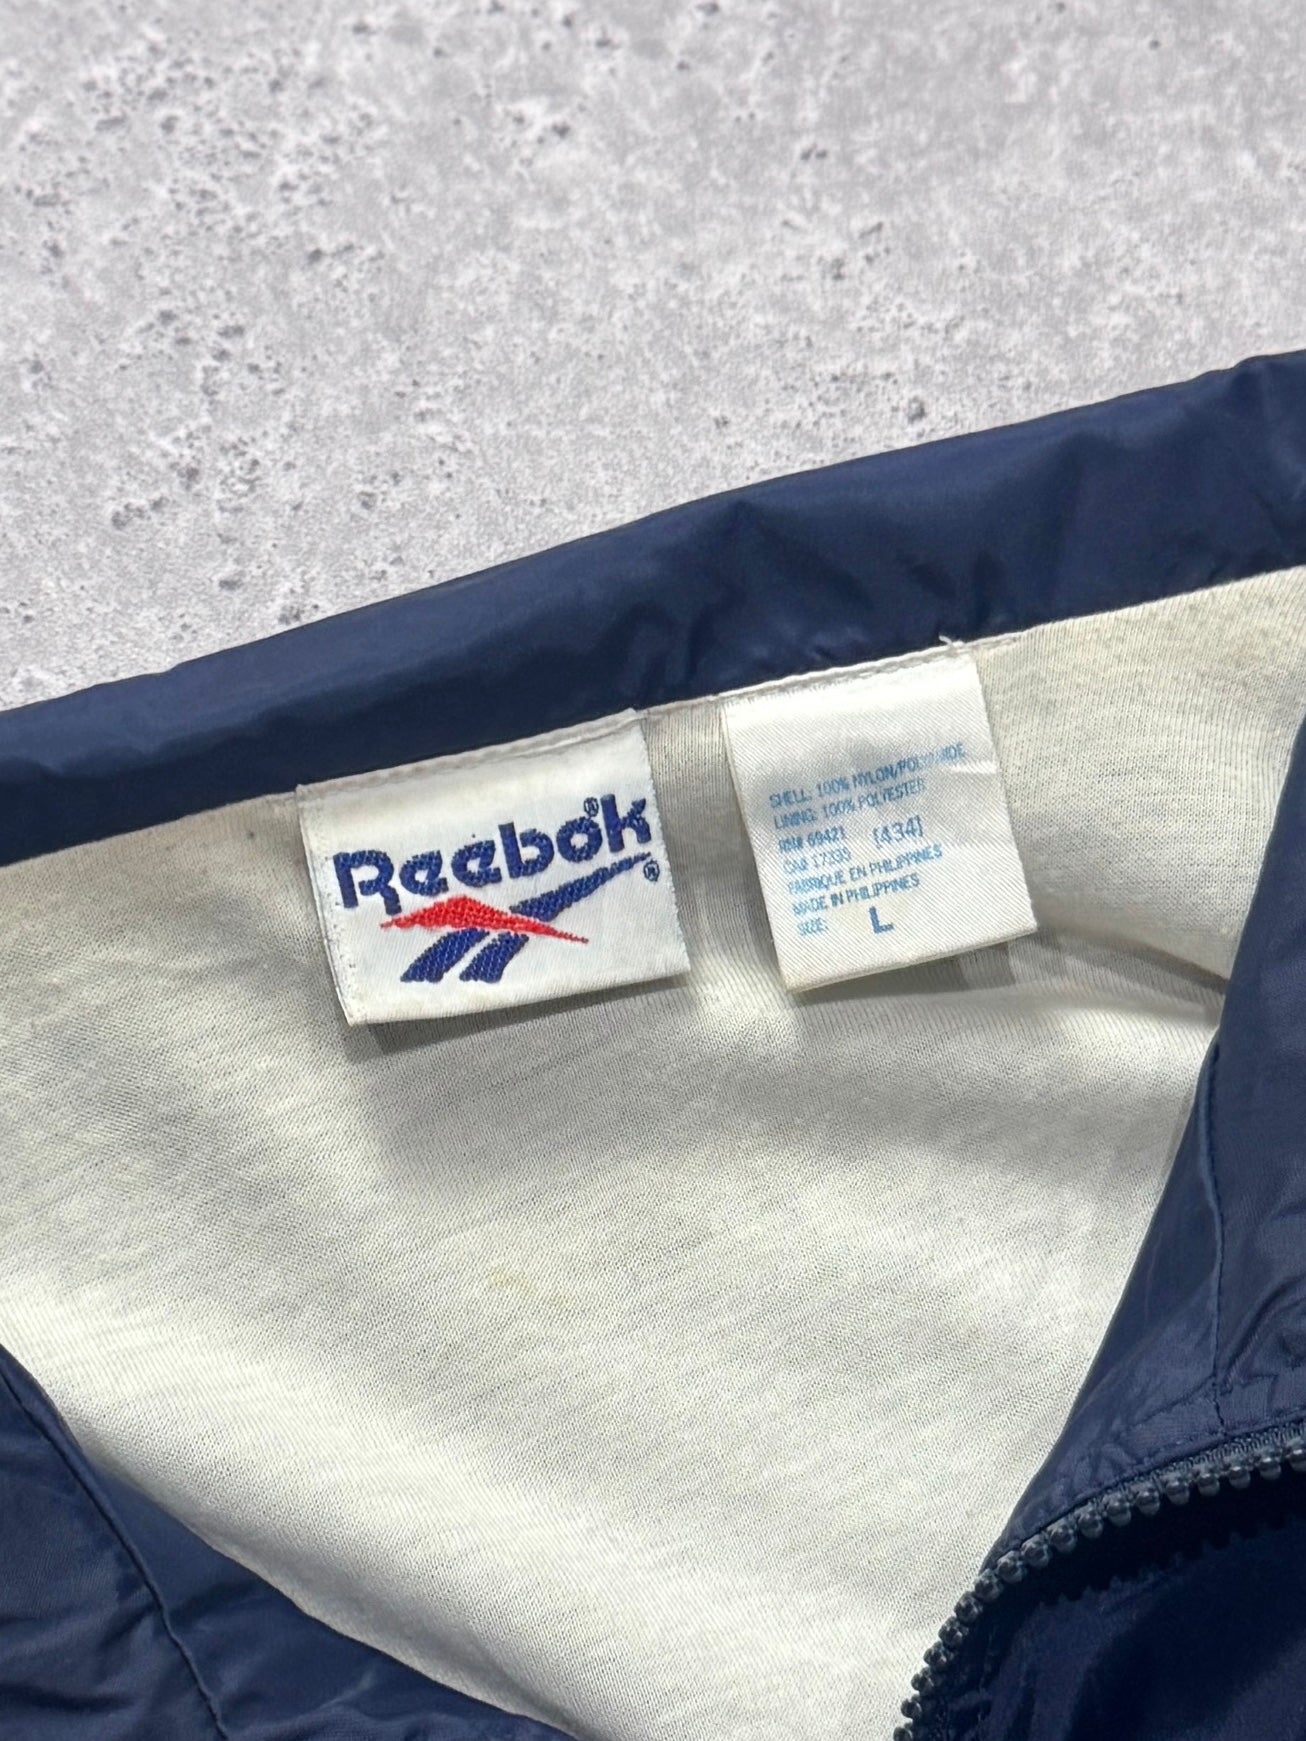 Reebok®
®
SHELL: 100% NYLON/POLYAMIDE
LINING: 100% POLYESTER
RN# 69421 [434]
CA# 17335
FABRIQUE EN PHILIPPINES
MADE IN PHILIPPINES
SIZE: L